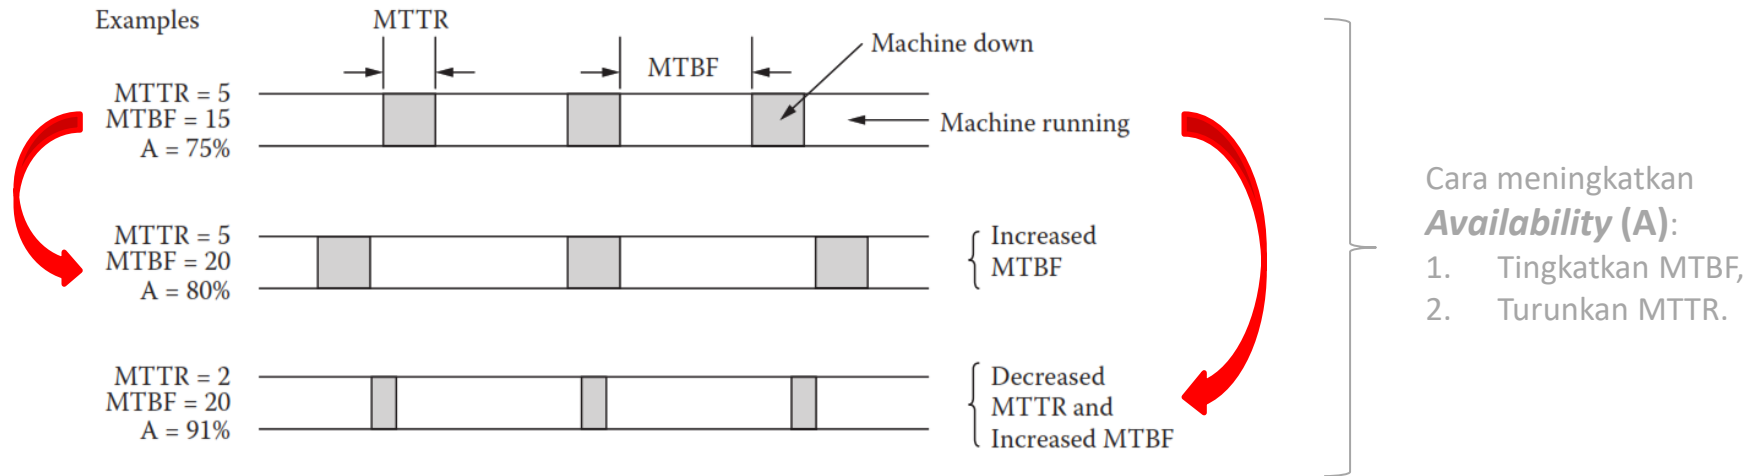 Examples
MTTR
Machine down
MTBF
MTTR = 5
MTBF = 15
A = 75%
Machine running
MTTR = 5
MTBF = 20
A = 80%
Increased
MTBF
MTTR = 2
MTBF = 20
A = 91%
Decreased
MTTR and
Increased MTBF
Cara meningkatkan
Availability (A):
1. Tingkatkan MTBF,
2. Turunkan MTTR.